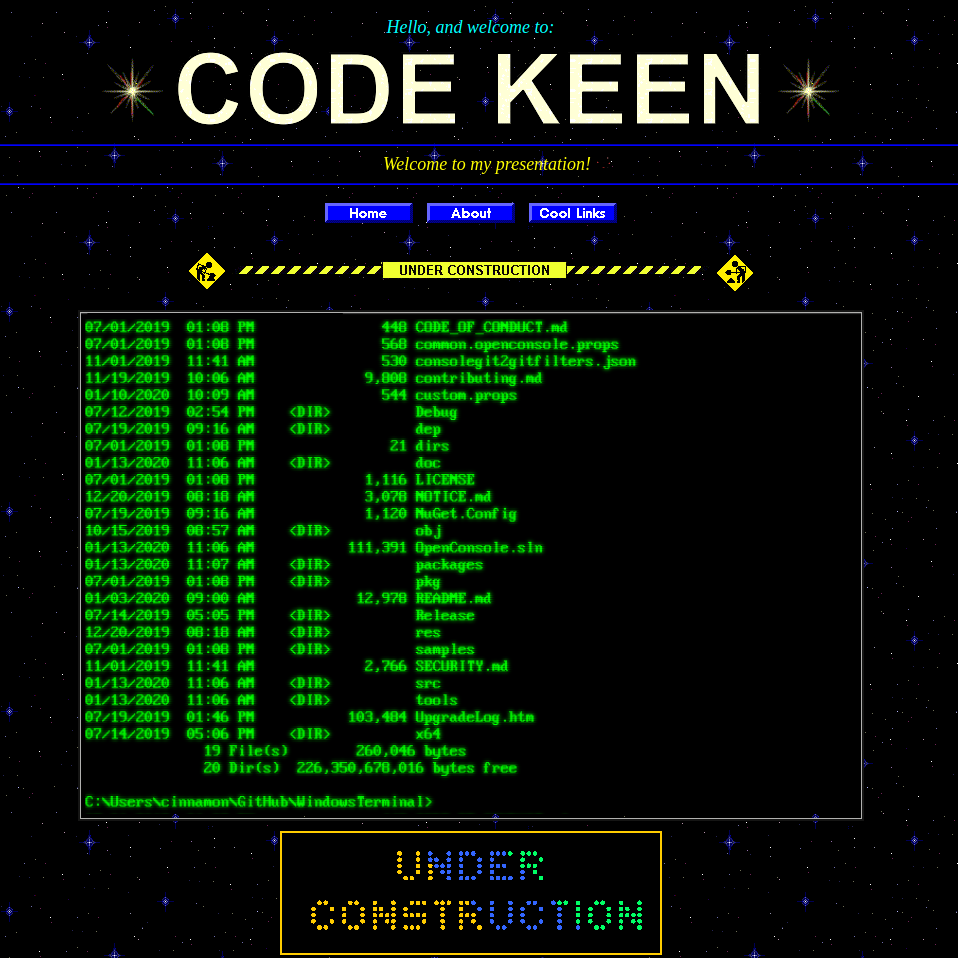 Hello, and welcome to:
CODE KEEN
Welcome to my presentation!
Home About Cool Links
UNDER CONSTRUCTION
07/01/2019  01:08 PM               448 CODE_OF_CONDUCT.md
07/01/2019  01:08 PM               568 common.openconsole.props
11/01/2019  11:41 AM               530 consolegit2gitfilters.json
11/19/2019  10:06 AM             9,808 contributing.md
01/10/2020  10:09 AM               544 custom.props
07/12/2019  02:54 PM    <DIR>          Debug
07/19/2019  09:16 AM    <DIR>          dep
07/01/2019  01:08 PM                21 dirs
01/13/2020  11:06 AM    <DIR>          doc
07/01/2019  01:08 PM             1,116 LICENSE
12/20/2019  08:18 AM             3,078 NOTICE.md
07/19/2019  09:16 AM             1,120 NuGet.Config
10/15/2019  08:57 AM    <DIR>          obj
01/13/2020  11:06 AM           111,391 OpenConsole.sln
01/13/2020  11:07 AM    <DIR>          packages
07/01/2019  01:08 PM    <DIR>          pkg
01/03/2020  09:00 AM            12,978 README.md
07/14/2019  05:05 PM    <DIR>          Release
12/20/2019  08:18 AM    <DIR>          res
07/01/2019  01:08 PM    <DIR>          samples
11/01/2019  11:41 AM             2,766 SECURITY.md
01/13/2020  11:06 AM    <DIR>          src
01/13/2020  11:06 AM    <DIR>          tools
07/19/2019  01:46 PM           103,484 UpgradeLog.htm
07/14/2019  05:06 PM    <DIR>          x64
19 File(s)        260,046 bytes
20 Dir(s)  226,350,678,016 bytes free
C:\Users\cinnamon\GitHub\WindowsTerminal>
UNDER
CONSTRUCTION